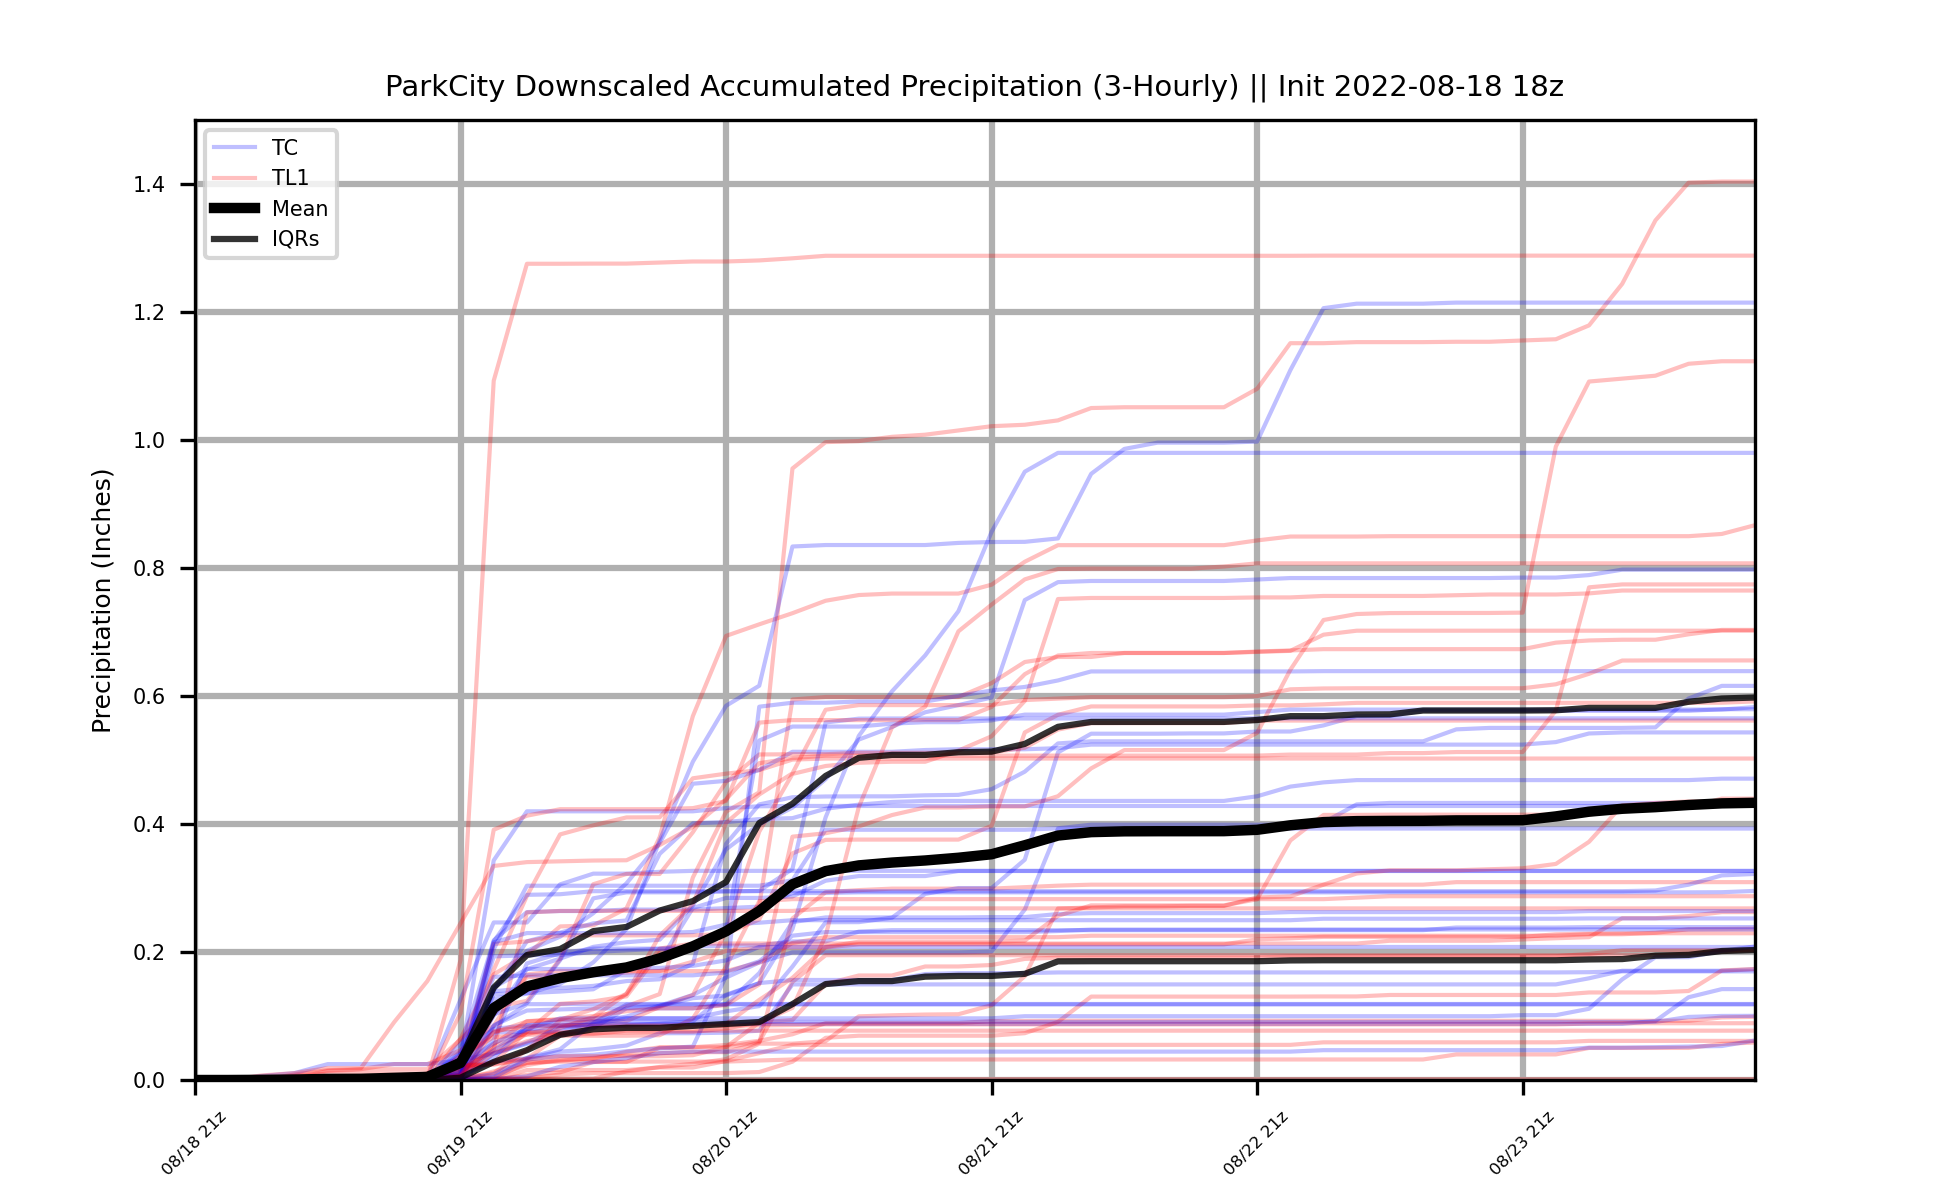 ParkCity Downscaled Accumulated Precipitation (3-Hourly) || Init 2022-08-18 18z
TC
TL1
Mean
IQRs
Precipitation (Inches)
1.4
1.2
1.0
0.8
0.6
0.4
0.2
0.0
08/18 21z
08/19 21z
08/20 21z
08/21 21z
08/22 21z
08/23 21z